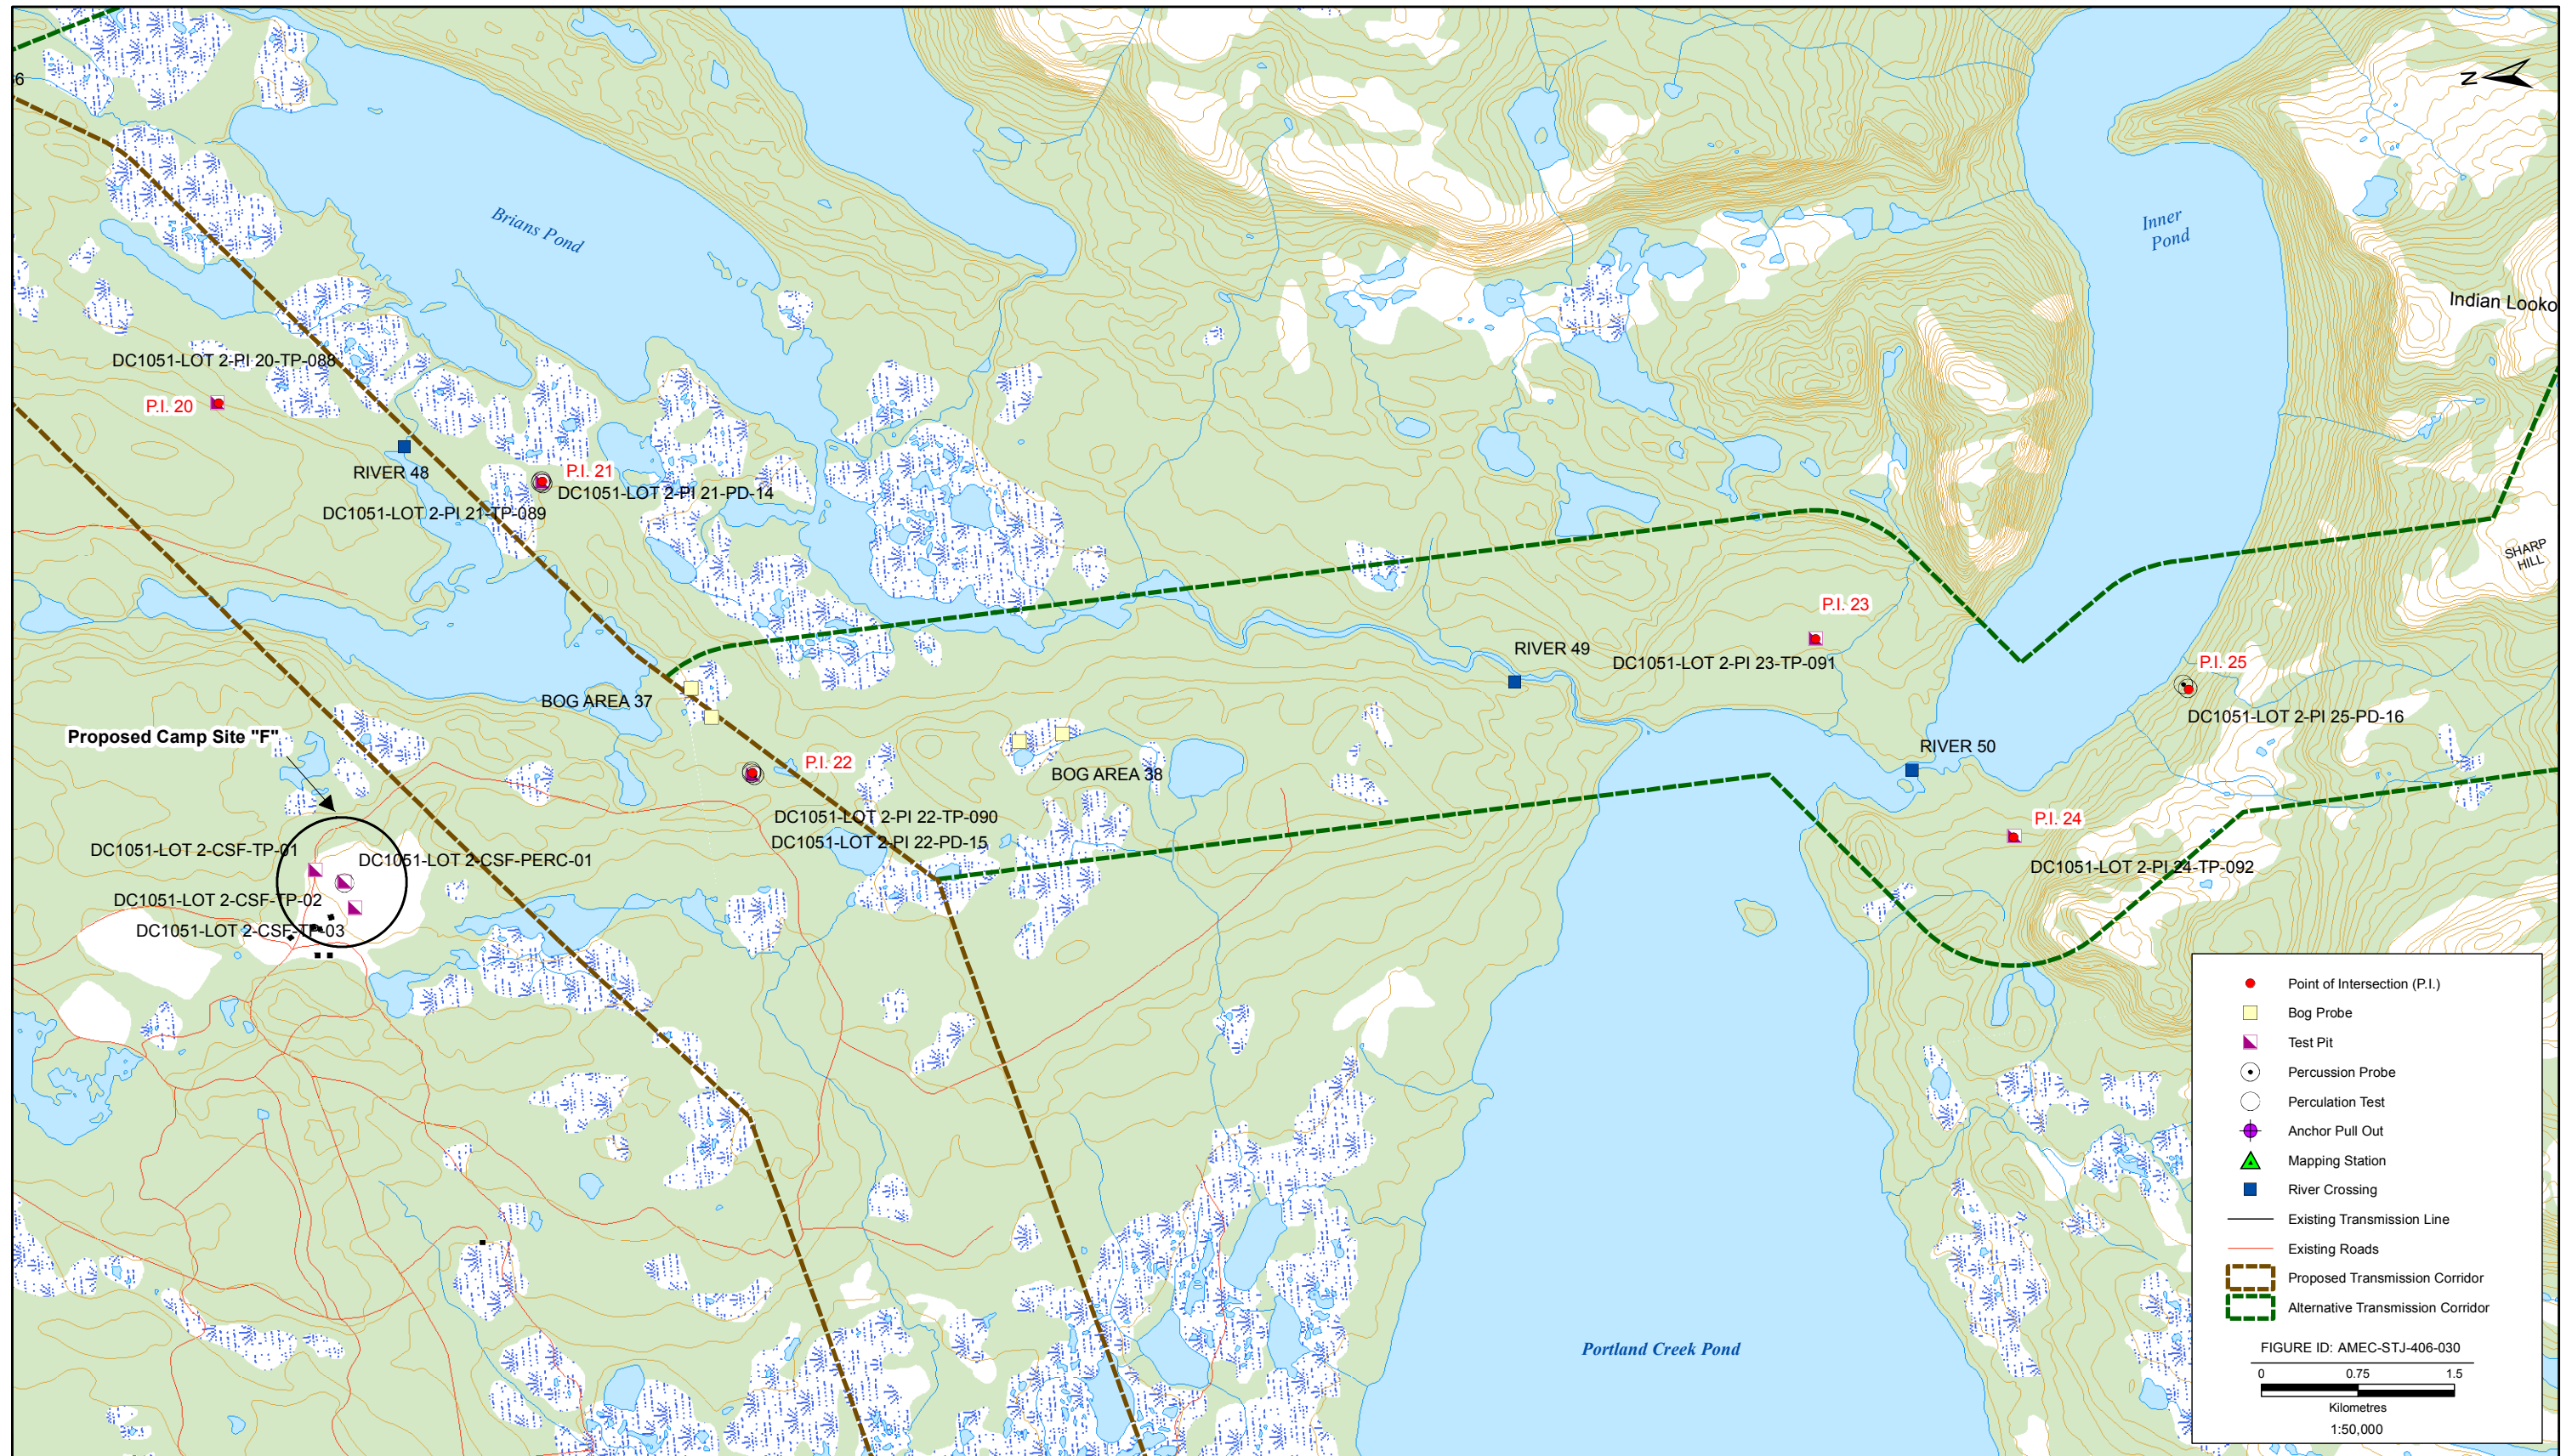 N
6
Brians Pond
Inner
Pond
Indian Looko
DC1051-LOT 2-PI 20-TP-088
P.I. 20
RIVER 48
P.I. 21
DC1051-LOT 2-PI 21-PD-14
DC1051-LOT 2-PI 21-TP-089
SHARP
HILL
P.I. 23
RIVER 49
DC1051-LOT 2-PI 23-TP-091
P.I. 25
DC1051-LOT 2-PI 25-PD-16
BOG AREA 37
Proposed Camp Site "F"
RIVER 50
P.I. 22
BOG AREA 38
DC1051-LOT 2-PI 22-TP-090
DC1051-LOT 2-PI 22-PD-15
P.I. 24
DC1051-LOT 2-PI 24-TP-092
DC1051-LOT 2-CSF-TP-01
DC1051-LOT 2-CSF-PERC-01
DC1051-LOT 2-CSF-TP-02
DC1051-LOT 2-CSF-TP-03
Portland Creek Pond
Point of Intersection (P.I.)
Bog Probe
Test Pit
Percussion Probe
Perculation Test
Anchor Pull Out
Mapping Station
River Crossing
Existing Transmission Line
Existing Roads
Proposed Transmission Corridor
Alternative Transmission Corridor
FIGURE ID: AMEC-STJ-406-030
0 0.75 1.5
Kilometres
1:50,000